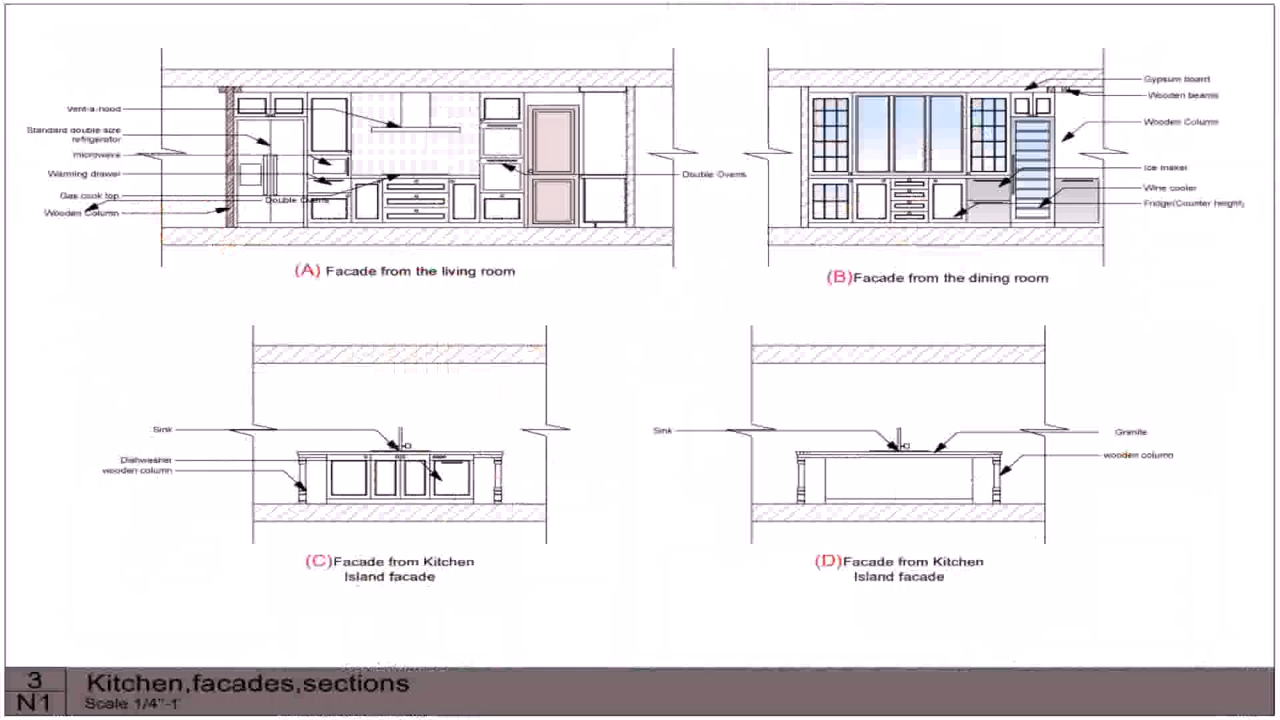 Vent-a-hood
Standard double size
refrigerator
microwave
Warming drawer
Gas cook top
Wooden Column
Double Ovens
Double Ovens
(A) Facade from the living room
Gypsum board
Wooden beams
Wooden Column
Ice maker
Wine cooler
Fridge(Counter height)
(B)Facade from the dining room
Sink
Dishwasher
wooden column
(C)Facade from Kitchen
Island facade
Sink
Granite
wooden column
(D)Facade from Kitchen
Island facade
3
N1
Kitchen,facades,sections
Scale 1/4"-1'